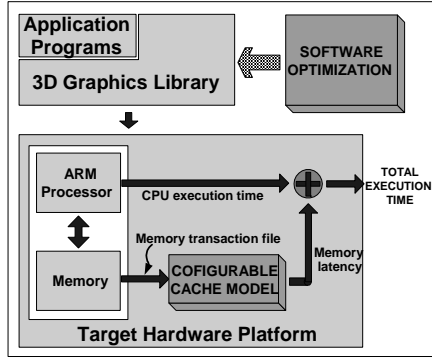 Application
Programs
3D Graphics Library
SOFTWARE
OPTIMIZATION
ARM
Processor
CPU execution time
TOTAL
EXECUTION
TIME
Memory transaction file
Memory
latency
Memory
COFIGURABLE
CACHE MODEL
Target Hardware Platform